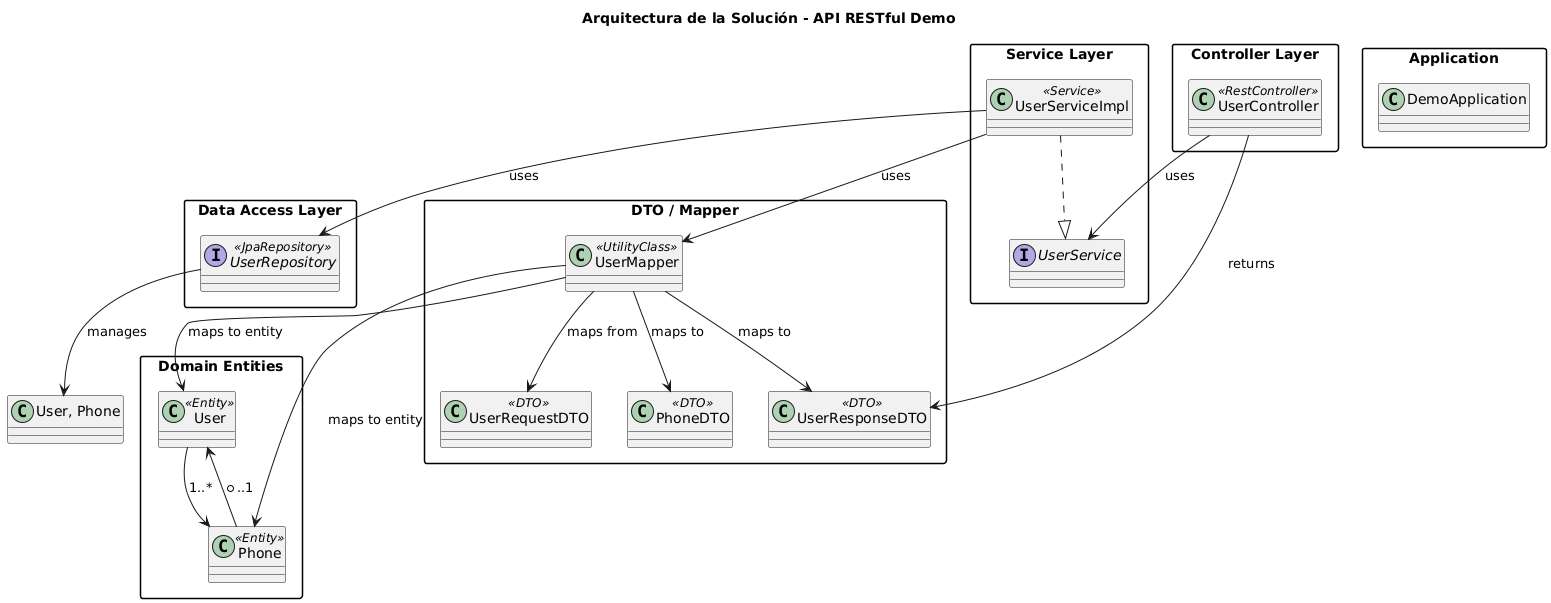 Arquitectura de la Solución - API RESTful Demo
Service Layer
C
«Service»
UserServiceImpl
I
UserService
Controller Layer
C
«RestController»
UserController
Application
C
DemoApplication
uses
uses
uses
returns
Data Access Layer
I
«JpaRepository»
UserRepository
DTO / Mapper
C
«UtilityClass»
UserMapper
manages
maps to entity
maps from
maps to
maps to
maps to entity
C
User, Phone
Domain Entities
C
«Entity»
User
1..*
o..1
C
«Entity»
Phone
C
«DTO»
UserRequestDTO
C
«DTO»
PhoneDTO
C
«DTO»
UserResponseDTO